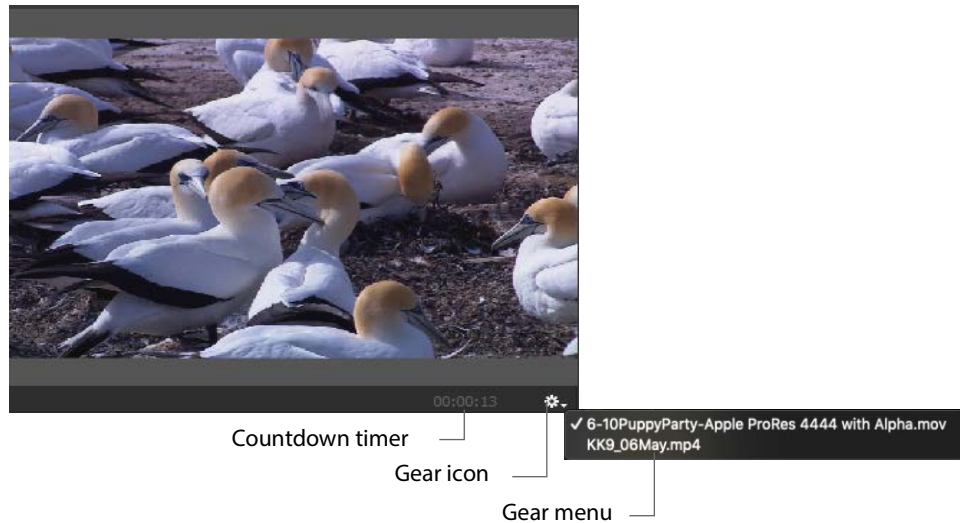 00:00:13
✓ 6-10PuppyParty-Apple ProRes 4444 with Alpha.mov
KK9_06May.mp4
Countdown timer
Gear icon
Gear menu